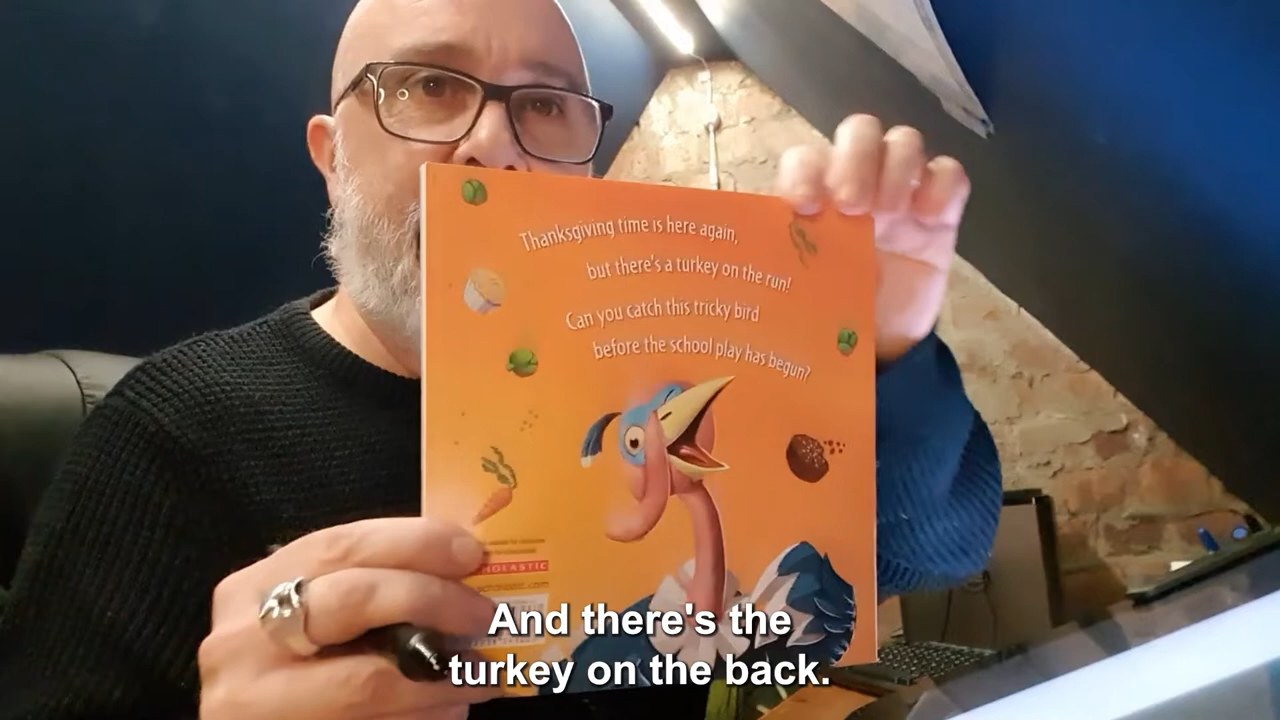 Thanksgiving time is here again,
but there's a turkey on the run!
Can you catch this tricky bird
before the school play has begun?
SCHOLASTIC
And there's the
turkey on the back.